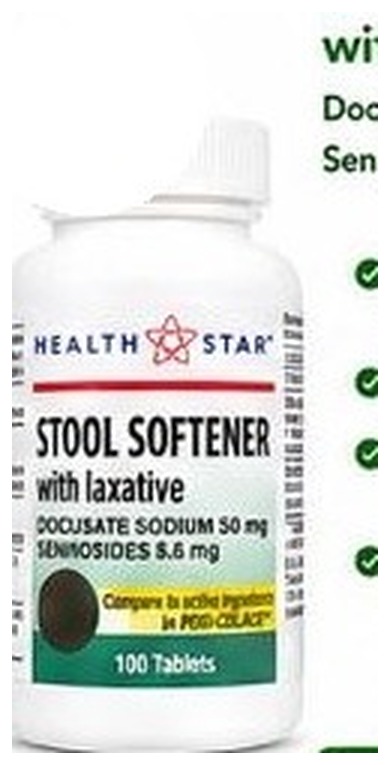 HEALTH STAR
STOOL SOFTENER
with laxative
DOCUSATE SODIUM 50 mg
SENNOSIDES 8.6 mg
Compare to active ingredients
in PERI-COLACE
100 Tablets
wit
Doc
Sen